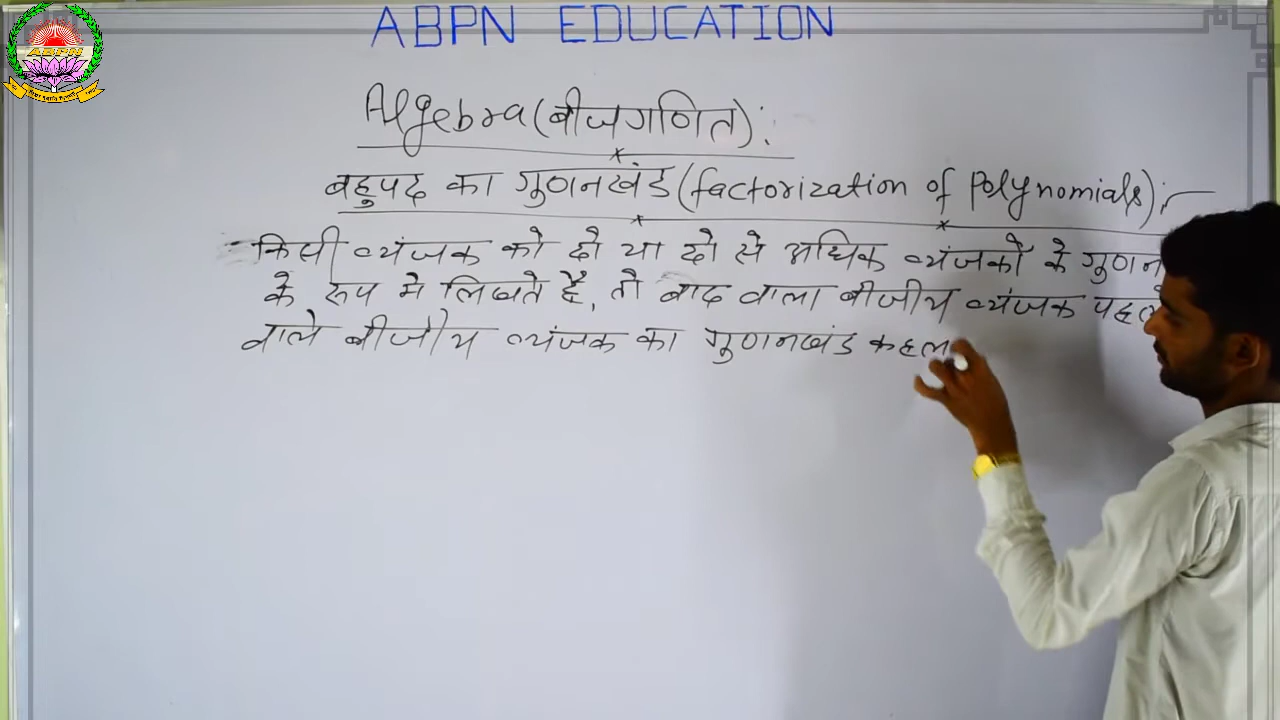 ABPN EDUCATION
ABPN
Algebra (बीजगणित):
बहुपद का गुणनखंड (factorization of Polynomials):-
किसी व्यंजक को दो या दो से अधिक व्यंजकों के गुणन
के रूप मे लिखते हैं, तो बाद वाला बीजीय व्यंजक पहल
वाले बीजीय व्यंजक का गुणनखंड कहल